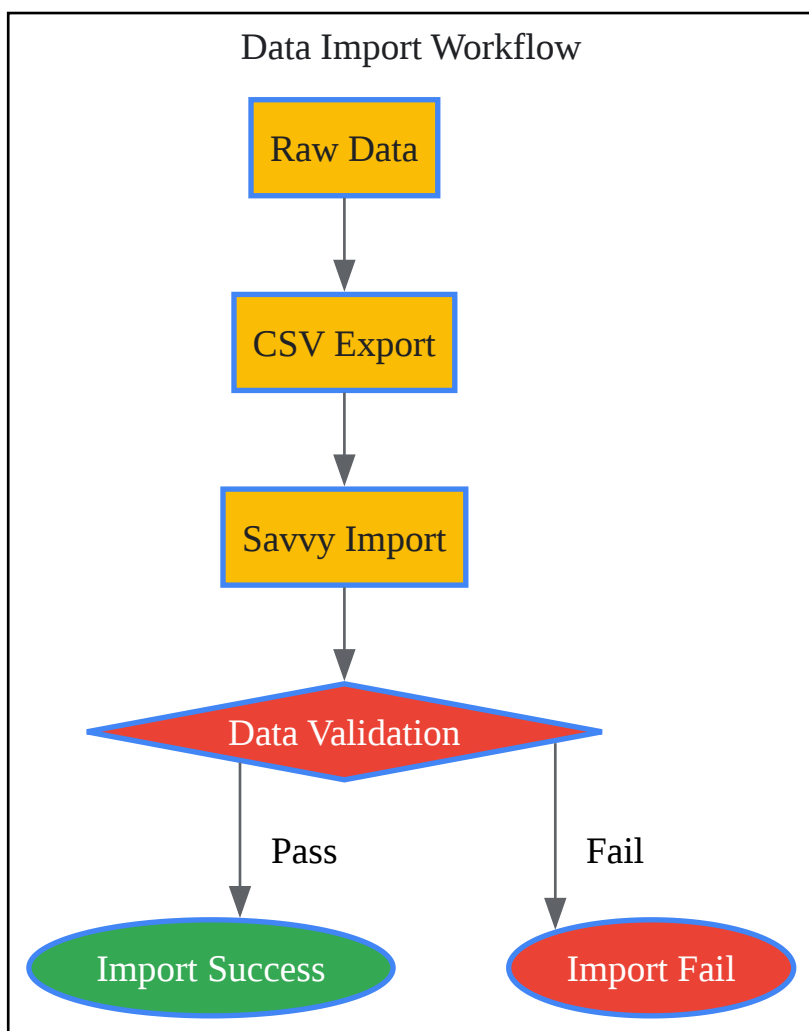 Data Import Workflow
Raw Data
CSV Export
Savvy Import
Data Validation
Pass
Fail
Import Success
Import Fail